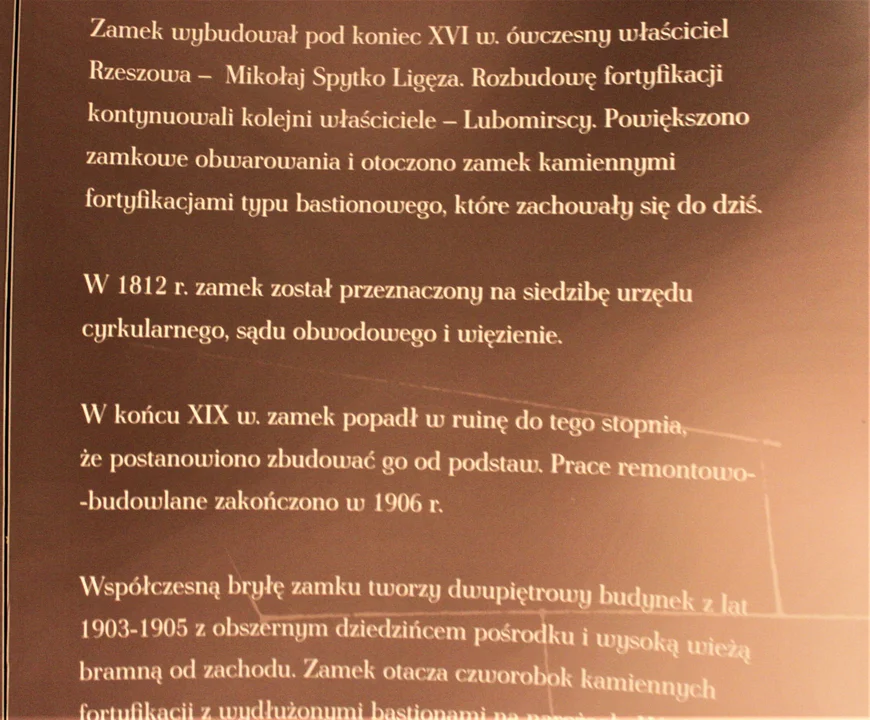 Zamek wybudował pod koniec XVI w. ówczesny właściciel
Rzeszowa – Mikołaj Spytko Ligęza. Rozbudowę fortyfikacji
kontynuowali kolejni właściciele – Lubomirscy. Powiększono
zamkowe obwarowania i otoczono zamek kamiennymi
fortyfikacjami typu bastionowego, które zachowały się do dziś.
W 1812 r. zamek został przeznaczony na siedzibę urzędu
cyrkularnego, sądu obwodowego i więzienie.
W końcu XIX w. zamek popadł w ruinę do tego stopnia,
że postanowiono zbudować go od podstaw. Prace remontowo-
-budowlane zakończono w 1906 r.
Współczesną bryłę zamku tworzy dwupiętrowy budynek z lat
1903-1905 z obszernym dziedzińcem pośrodku i wysoką wieżą
bramną od zachodu. Zamek otacza czworobok kamiennych
fortyfikacji z wydłużonymi bastionami na